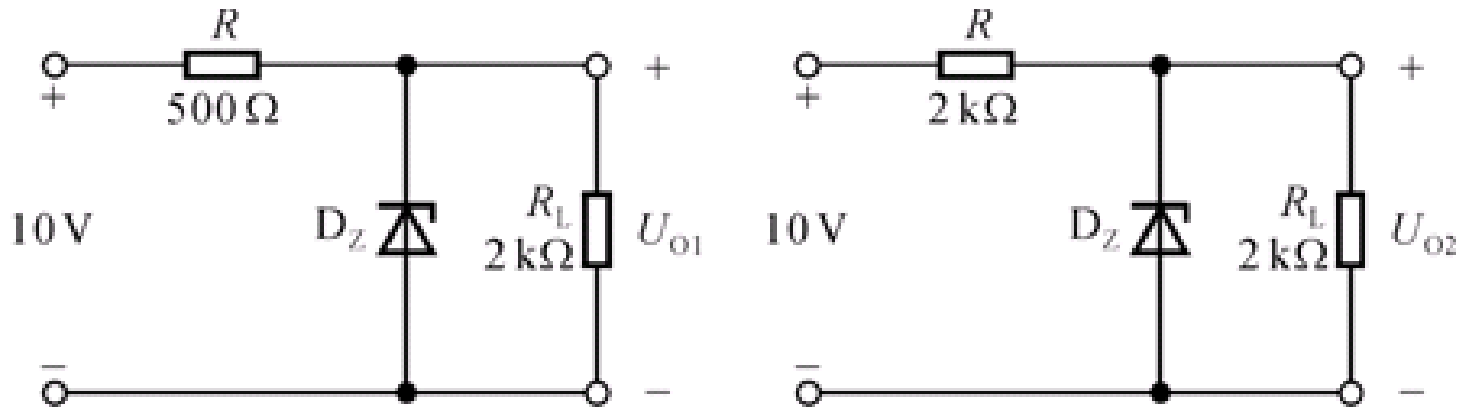 R
500 Ω
+
+
10 V
D_Z
R_L
2 kΩ
U_O1
−
−
R
2 kΩ
+
+
10 V
D_Z
R_L
2 kΩ
U_O2
−
−